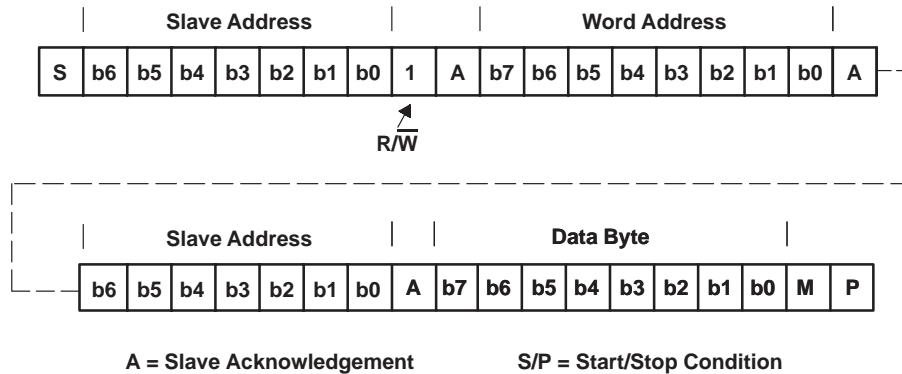 Slave Address Word Address
S b6 b5 b4 b3 b2 b1 b0 1 A b7 b6 b5 b4 b3 b2 b1 b0 A
R/W̅
Slave Address Data Byte
b6 b5 b4 b3 b2 b1 b0 A b7 b6 b5 b4 b3 b2 b1 b0 M P
A = Slave Acknowledgement S/P = Start/Stop Condition